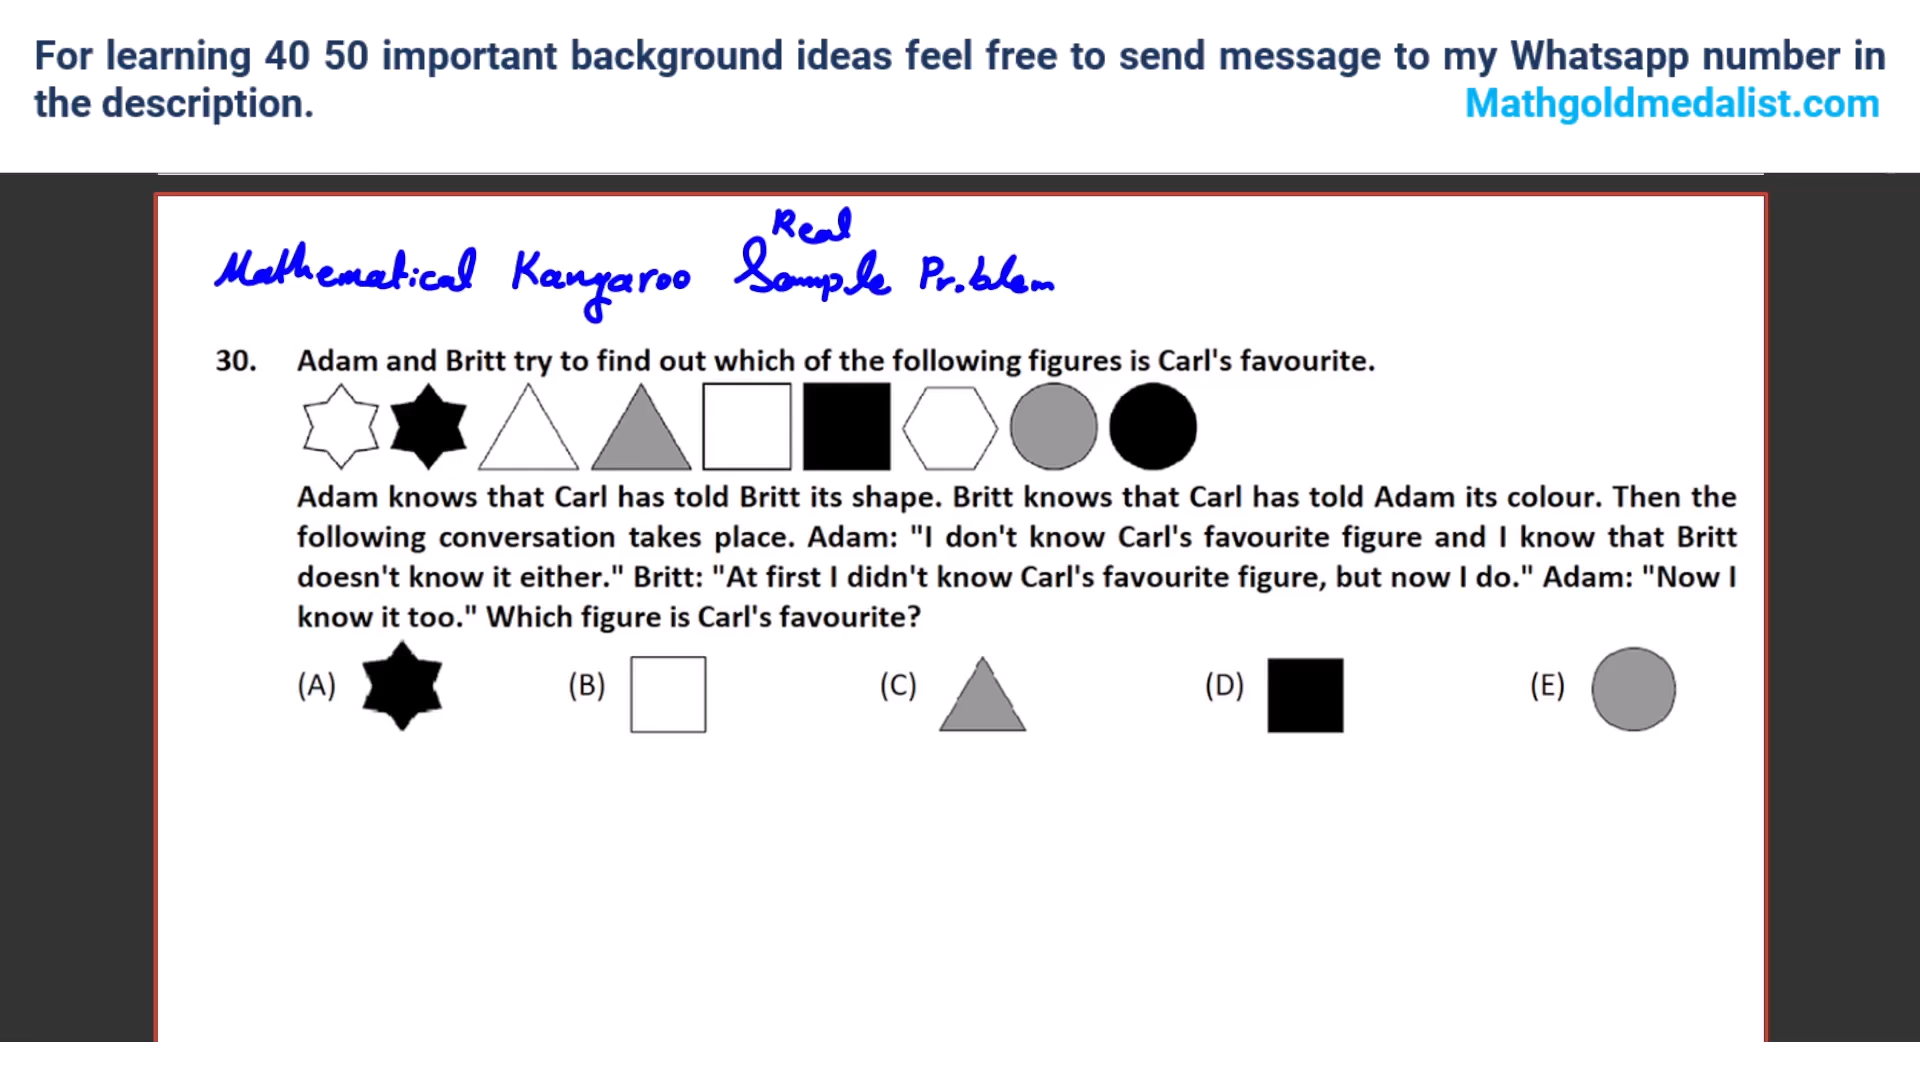 For learning 40 50 important background ideas feel free to send message to my Whatsapp number in
the description. Mathgoldmedalist.com
Real
Mathematical Kangaroo Sample Problem
30. Adam and Britt try to find out which of the following figures is Carl's favourite.
Adam knows that Carl has told Britt its shape. Britt knows that Carl has told Adam its colour. Then the
following conversation takes place. Adam: "I don't know Carl's favourite figure and I know that Britt
doesn't know it either." Britt: "At first I didn't know Carl's favourite figure, but now I do." Adam: "Now I
know it too." Which figure is Carl's favourite?
(A) (B) (C) (D) (E)